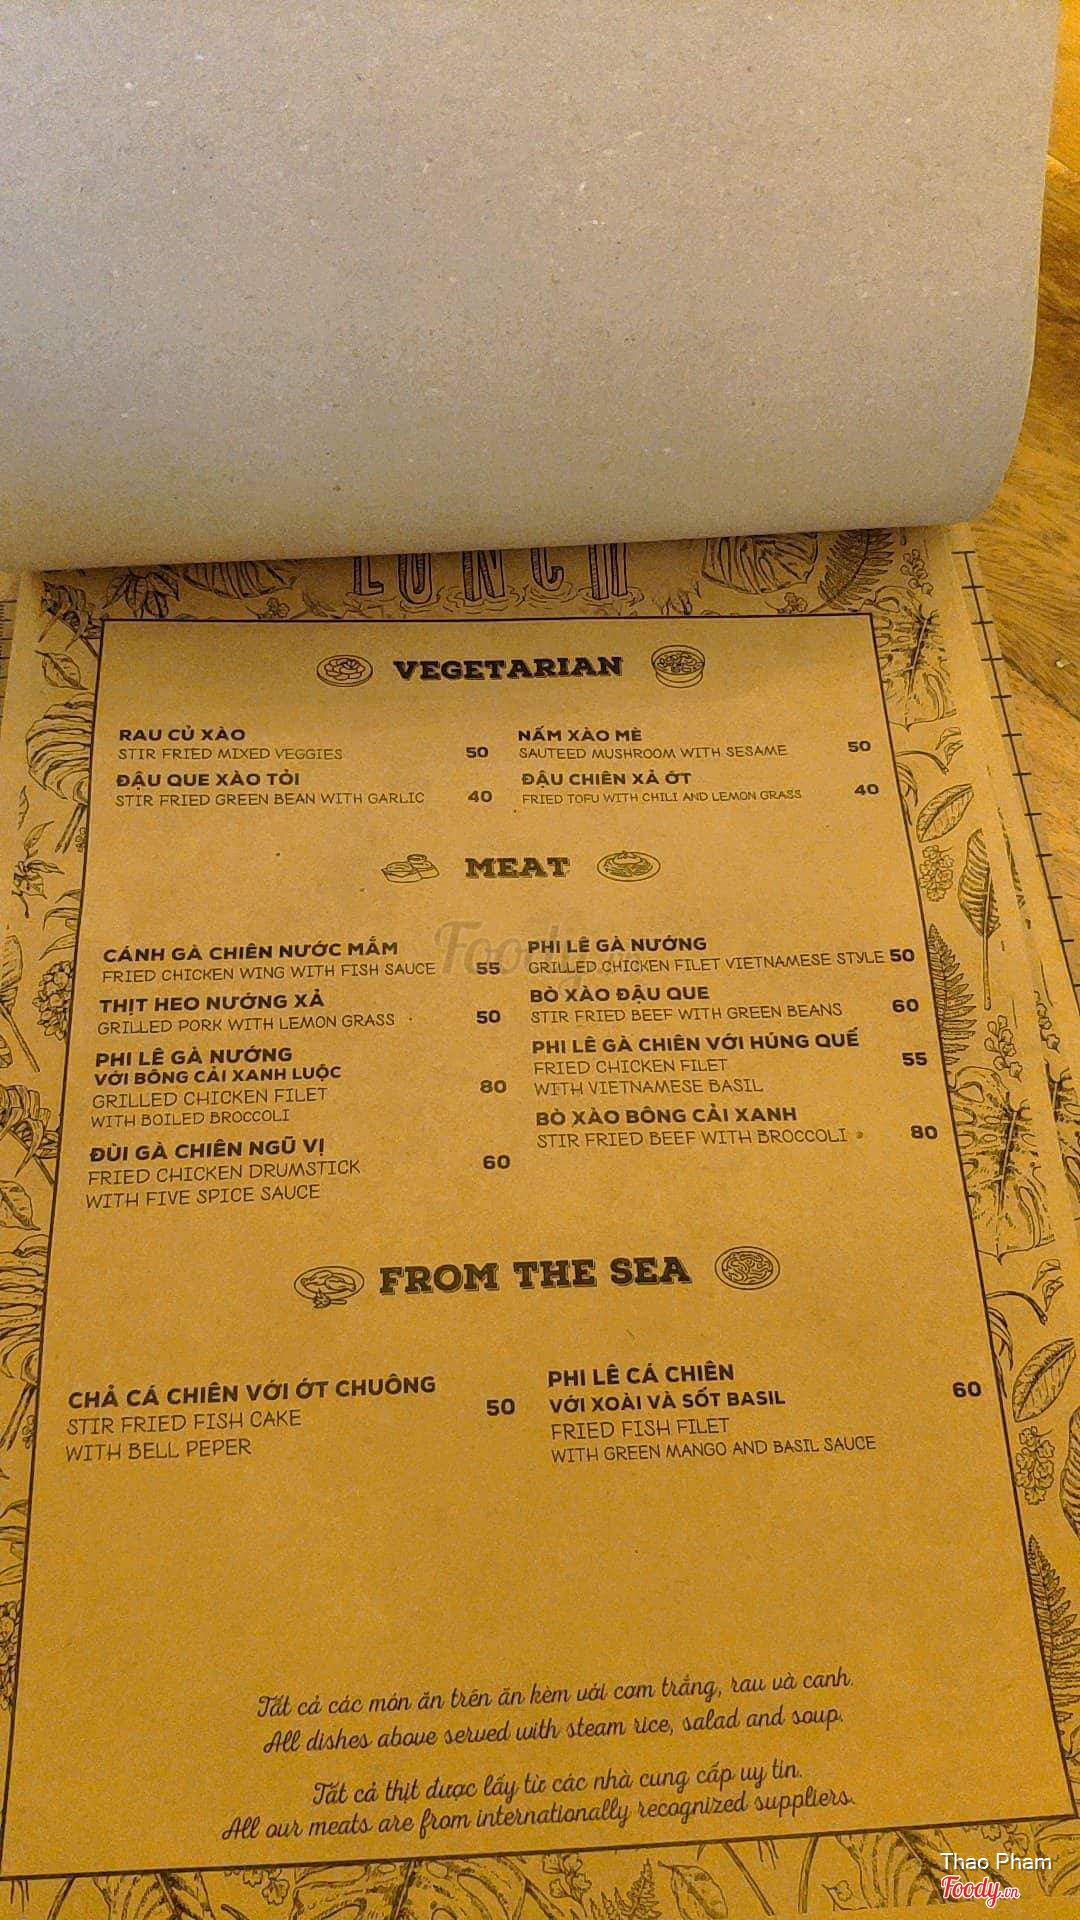 LUNCH
VEGETARIAN
RAU CỦ XÀO
STIR FRIED MIXED VEGGIES 50
ĐẬU QUE XÀO TỎI
STIR FRIED GREEN BEAN WITH GARLIC 40
NẤM XÀO MÈ
SAUTEED MUSHROOM WITH SESAME 50
ĐẬU CHIÊN XẢ ỚT
FRIED TOFU WITH CHILI AND LEMON GRASS 40
MEAT
CÁNH GÀ CHIÊN NƯỚC MẮM
FRIED CHICKEN WING WITH FISH SAUCE 55
THỊT HEO NƯỚNG XẢ
GRILLED PORK WITH LEMON GRASS 50
PHI LÊ GÀ NƯỚNG
VỚI BÔNG CẢI XANH LUỘC
GRILLED CHICKEN FILET 80
WITH BOILED BROCCOLI
ĐÙI GÀ CHIÊN NGŨ VỊ
FRIED CHICKEN DRUMSTICK 60
WITH FIVE SPICE SAUCE
PHI LÊ GÀ NƯỚNG
GRILLED CHICKEN FILET VIETNAMESE STYLE 50
BÒ XÀO ĐẬU QUE
STIR FRIED BEEF WITH GREEN BEANS 60
PHI LÊ GÀ CHIÊN VỚI HÚNG QUẾ
FRIED CHICKEN FILET 55
WITH VIETNAMESE BASIL
BÒ XÀO BÔNG CẢI XANH
STIR FRIED BEEF WITH BROCCOLI 80
Foody
FROM THE SEA
CHẢ CÁ CHIÊN VỚI ỚT CHUÔNG
STIR FRIED FISH CAKE 50
WITH BELL PEPER
PHI LÊ CÁ CHIÊN
VỚI XOÀI VÀ SỐT BASIL 60
FRIED FISH FILET
WITH GREEN MANGO AND BASIL SAUCE
Tất cả các món ăn trên ăn kèm với cơm trắng, rau và canh.
All dishes above served with steam rice, salad and soup.
Tất cả thịt được lấy từ các nhà cung cấp uy tín.
All our meats are from internationally recognized suppliers.
Thao Pham
Foody.vn